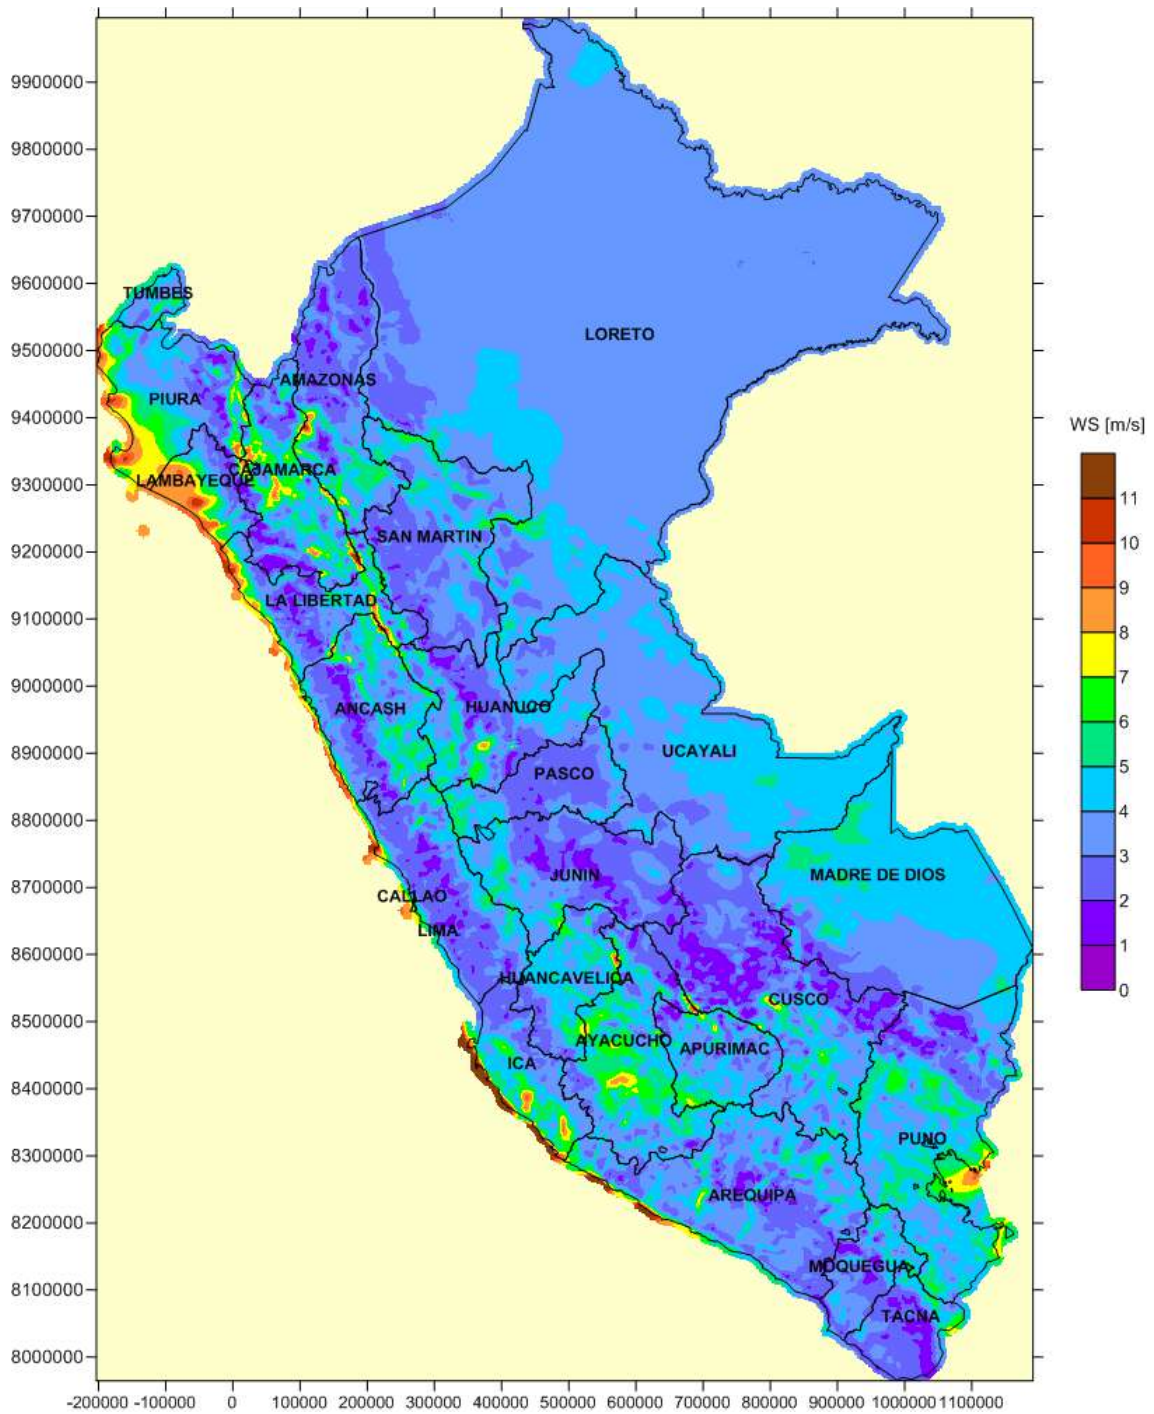 9900000
9800000
9700000
9600000
9500000
9400000
9300000
9200000
9100000
9000000
8900000
8800000
8700000
8600000
8500000
8400000
8300000
8200000
8100000
8000000
-200000 -100000 0 100000 200000 300000 400000 500000 600000 700000 800000 900000 1000000 1100000
TUMBES
LORETO
AMAZONAS
PIURA
CAJAMARCA
LAMBAYEQUE
SAN MARTIN
LA LIBERTAD
ANCASH
HUANUCO
UCAYALI
PASCO
JUNIN
MADRE DE DIOS
CALLAO
LIMA
HUANCAVELICA
CUSCO
AYACUCHO
APURIMAC
ICA
PUNO
AREQUIPA
MOQUEGUA
TACNA
WS [m/s]
11
10
9
8
7
6
5
4
3
2
1
0